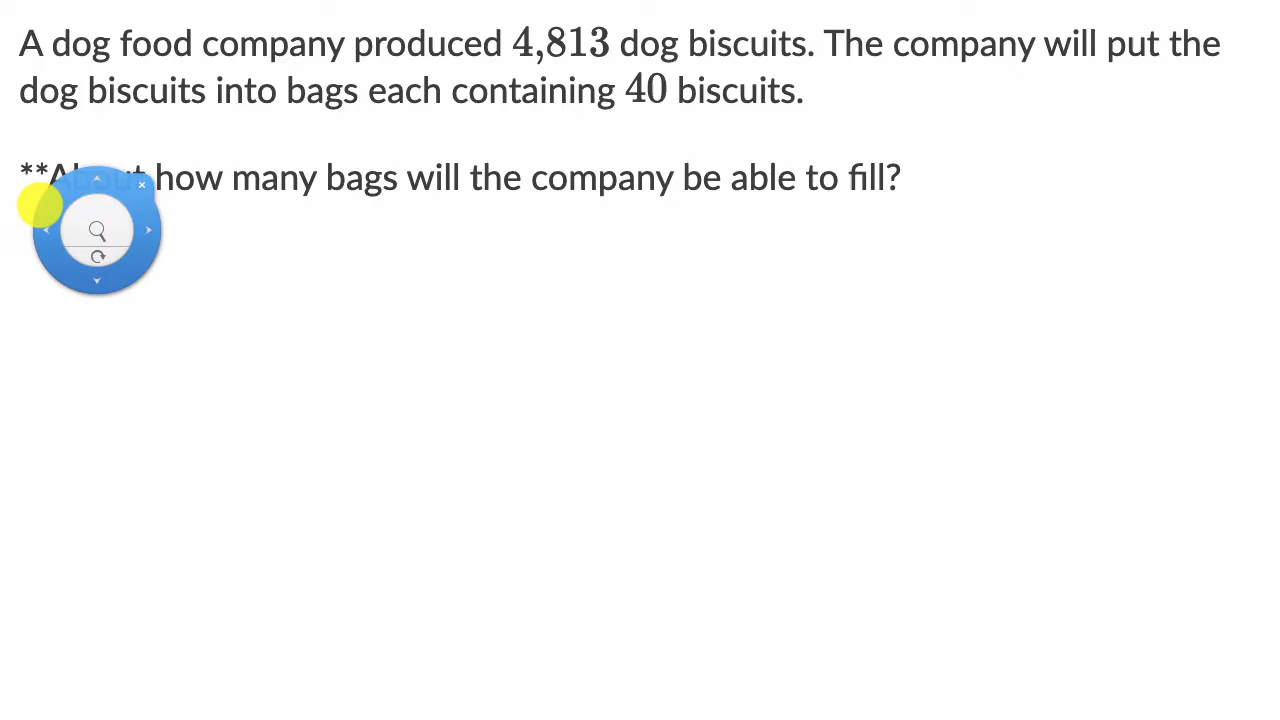 A dog food company produced 4,813 dog biscuits. The company will put the
dog biscuits into bags each containing 40 biscuits.
**About how many bags will the company be able to fill?